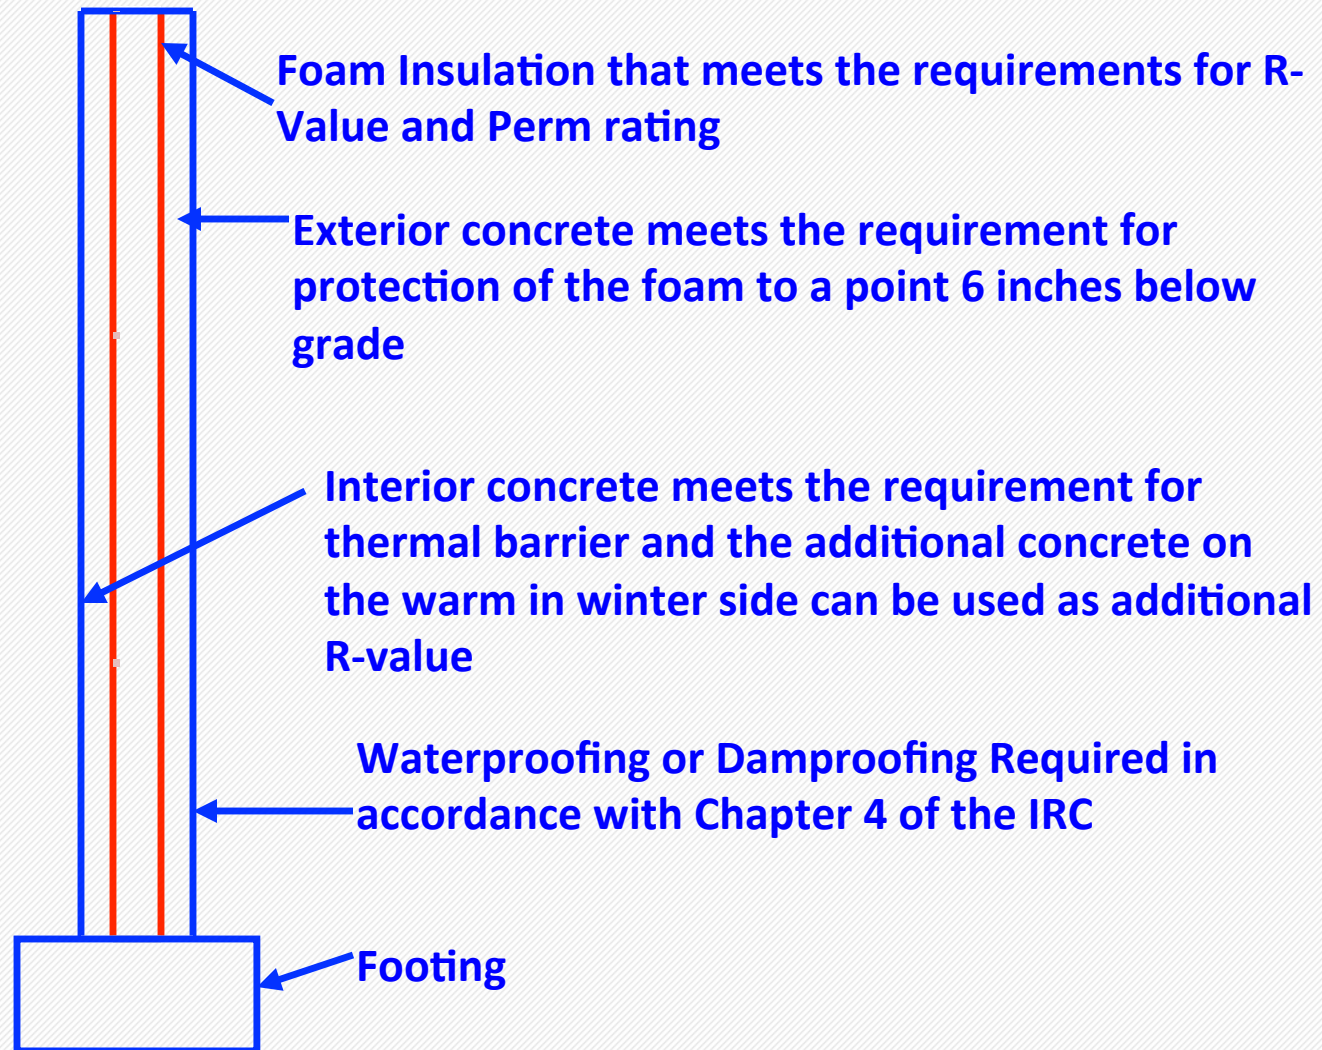 Foam Insulation that meets the requirements for R-
Value and Perm rating
Exterior concrete meets the requirement for
protection of the foam to a point 6 inches below
grade
Interior concrete meets the requirement for
thermal barrier and the additional concrete on
the warm in winter side can be used as additional
R-value
Waterproofing or Damproofing Required in
accordance with Chapter 4 of the IRC
Footing